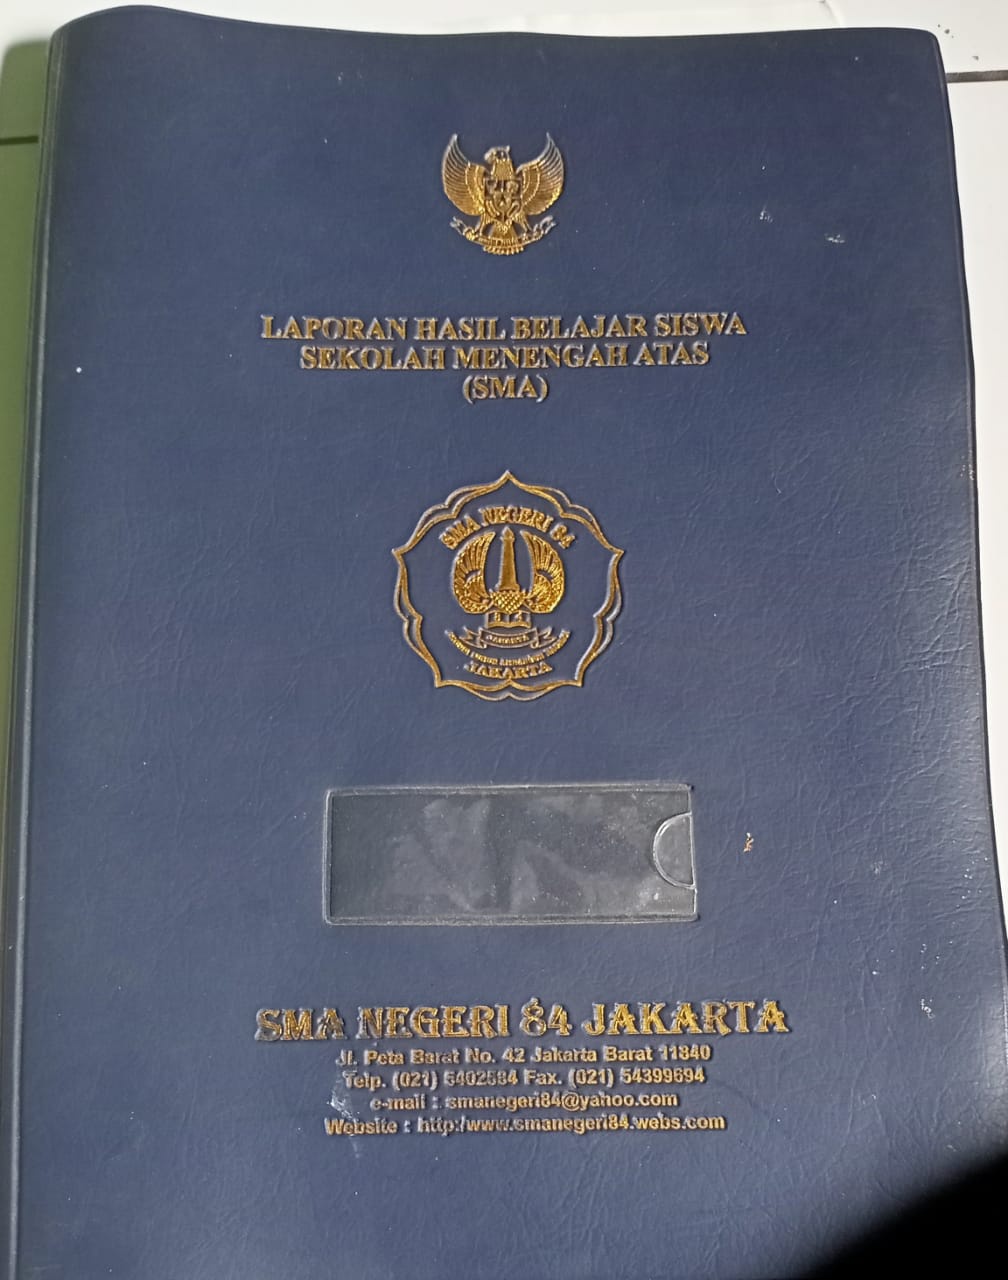 LAPORAN HASIL BELAJAR SISWA
SEKOLAH MENENGAH ATAS
(SMA)
SMA NEGERI 84
84
JAKARTA
JAKARTA
SMA NEGERI 84 JAKARTA
Jl. Peta Barat No. 42 Jakarta Barat 11840
Telp. (021) 5402584 Fax. (021) 54399694
e-mail : smanegeri84@yahoo.com
Website : http:/www.smanegeri84.webs.com